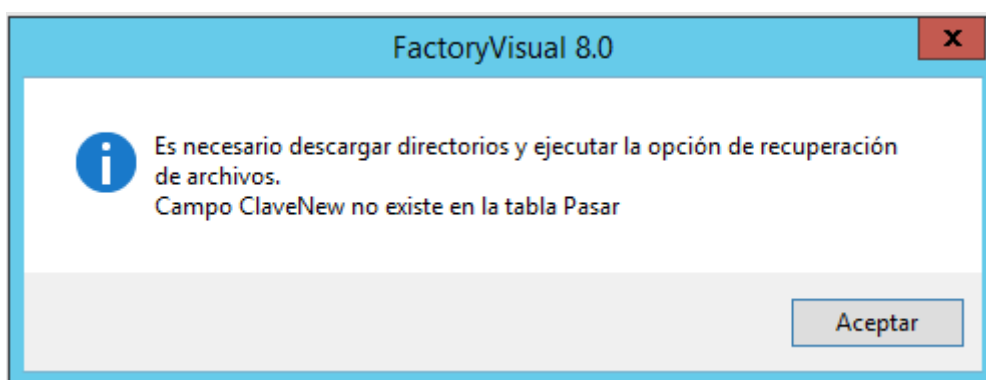 FactoryVisual 8.0
x
Es necesario descargar directorios y ejecutar la opción de recuperación
de archivos.
Campo ClaveNew no existe en la tabla Pasar
Aceptar